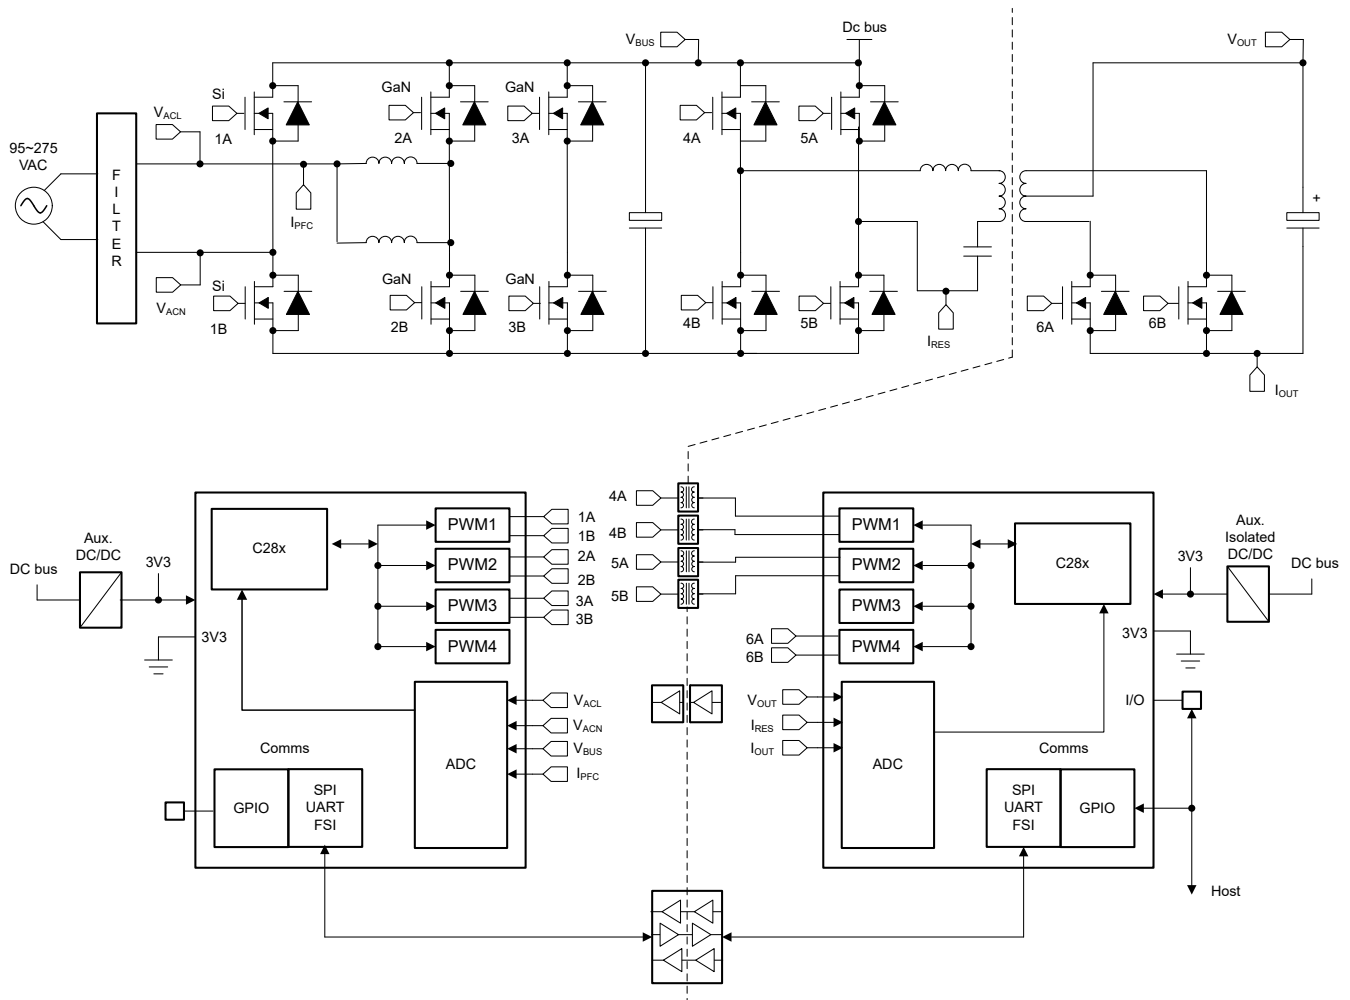 Dc bus
VBUS
VOUT
Si
GaN
GaN
VACL
1A
2A
3A
4A
5A
95~275
VAC
F
I
L
T
E
R
IPFC
+
Si
GaN
GaN
VACN
1B
2B
3B
4B
5B
6A
6B
IRES
IOUT
4A
4B
5A
5B
C28x
PWM1
PWM2
PWM3
PWM4
1A
1B
2A
2B
3A
3B
Aux.
DC/DC
DC bus
3V3
3V3
VACL
VACN
VBUS
IPFC
ADC
Comms
GPIO
SPI
UART
FSI
PWM1
PWM2
PWM3
PWM4
C28x
6A
6B
Aux.
Isolated
DC/DC
3V3
DC bus
3V3
I/O
VOUT
IRES
IOUT
ADC
Comms
SPI
UART
FSI
GPIO
Host